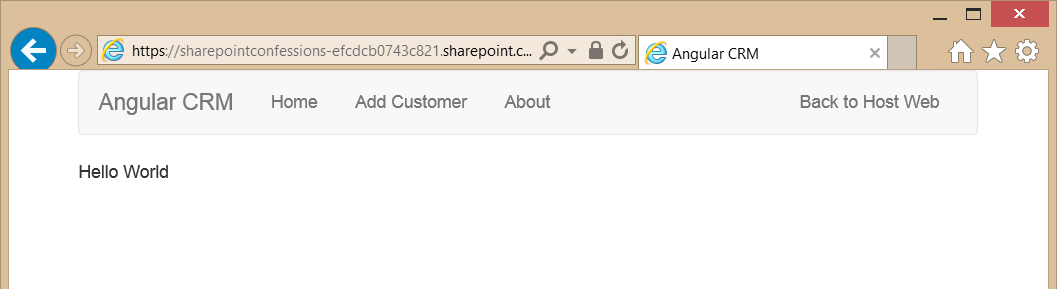 https://sharepointconfessions-efcdcb0743c821.sharepoint.c... Angular CRM
Angular CRM Home Add Customer About Back to Host Web
Hello World